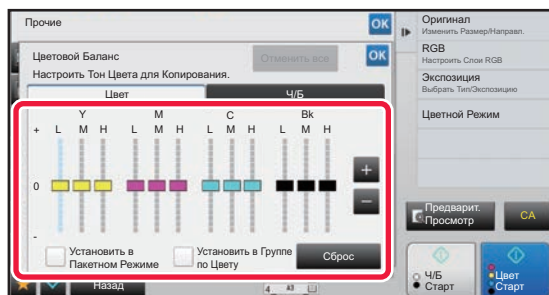 Прочие
OK
Цветовой Баланс
Отменить все
OK
Настроить Тон Цвета для Копирования.
Цвет
Ч/Б
Y M C Bk
+ L M H L M H L M H L M H
0
-
+
−
Установить в
Пакетном Режиме
Установить в Группе
по Цвету
Сброс
Назад
4 A3
Оригинал
Изменить Размер/Направл.
RGB
Настроить Слои RGB
Экспозиция
Выбрать Тип/Экспозицию
Цветной Режим
Предварит.
Просмотр
CA
Ч/Б
Старт
Цвет
Старт